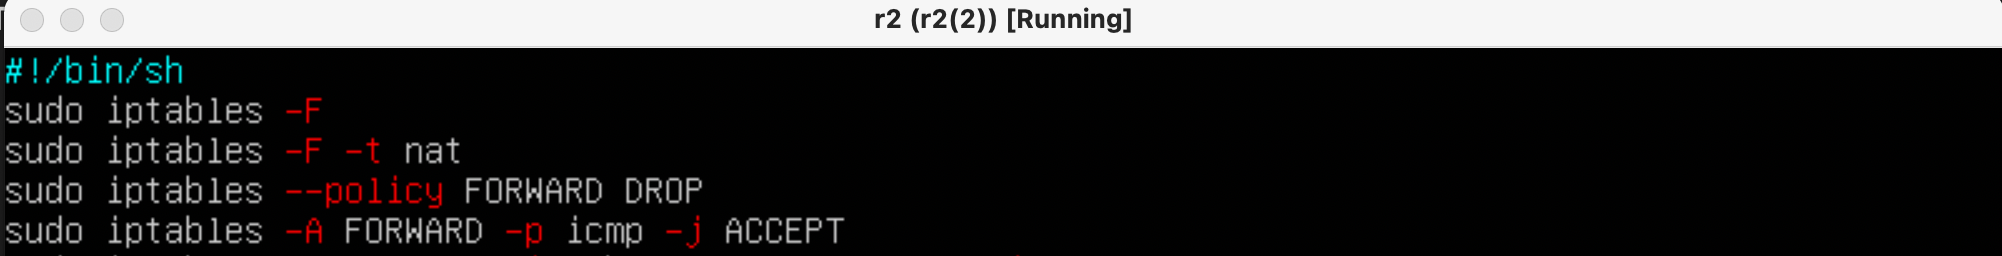 r2 (r2(2)) [Running]
#!/bin/sh
sudo iptables -F
sudo iptables -F -t nat
sudo iptables --policy FORWARD DROP
sudo iptables -A FORWARD -p icmp -j ACCEPT